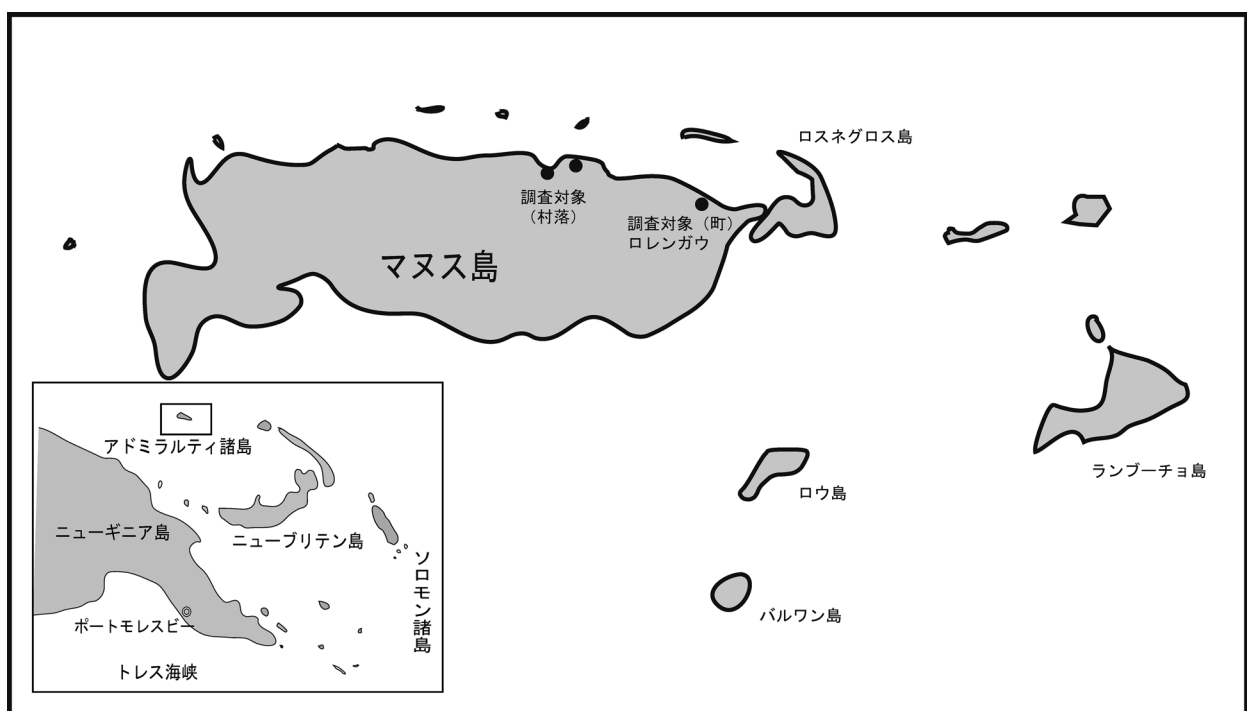 ロスネグロス島
調査対象
（村落）
調査対象（町）
ロレンガウ
マヌス島
ランブーチョ島
ロウ島
バルワン島
アドミラルティ諸島
ニューギニア島
ニューブリテン島
ソロモン諸島
ポートモレスビー
トレス海峡